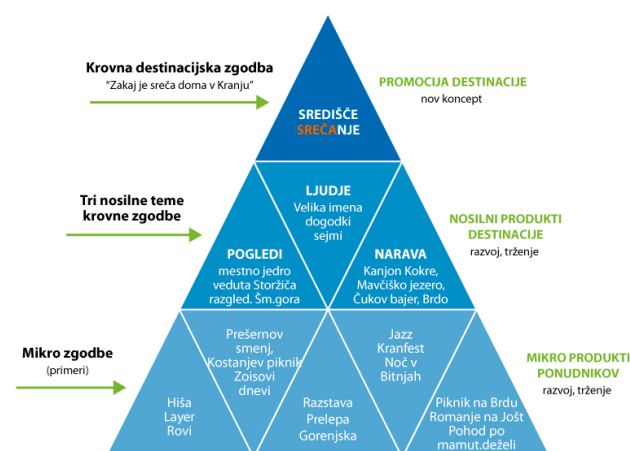 Krovna destinacijska zgodba
“Zakaj je sreča doma v Kranju”
SREDIŠČE
SREČANJE
PROMOCIJA DESTINACIJE
nov koncept
Tri nosilne teme
krovne zgodbe
LJUDJE
Velika imena
dogodki
sejmi
POGLEDI
mestno jedro
veduta Storžiča
razgled. Šm.gora
NARAVA
Kanjon Kokre,
Mavčiško jezero,
Čukov bajer, Brdo
NOSILNI PRODUKTI
DESTINACIJE
razvoj, trženje
Mikro zgodbe
(primeri)
Hiša
Layer
Rovi
Prešernov
smenj,
Kostanjev piknik
Zoisovi
dnevi
Razstava
Prelepa
Gorenjska
Jazz
Kranfest
Noč v
Bitnjah
Piknik na Brdu
Romanje na Jošt
Pohod po
mamut.deželi
MIKRO PRODUKTI
PONUDNIKOV
razvoj, trženje